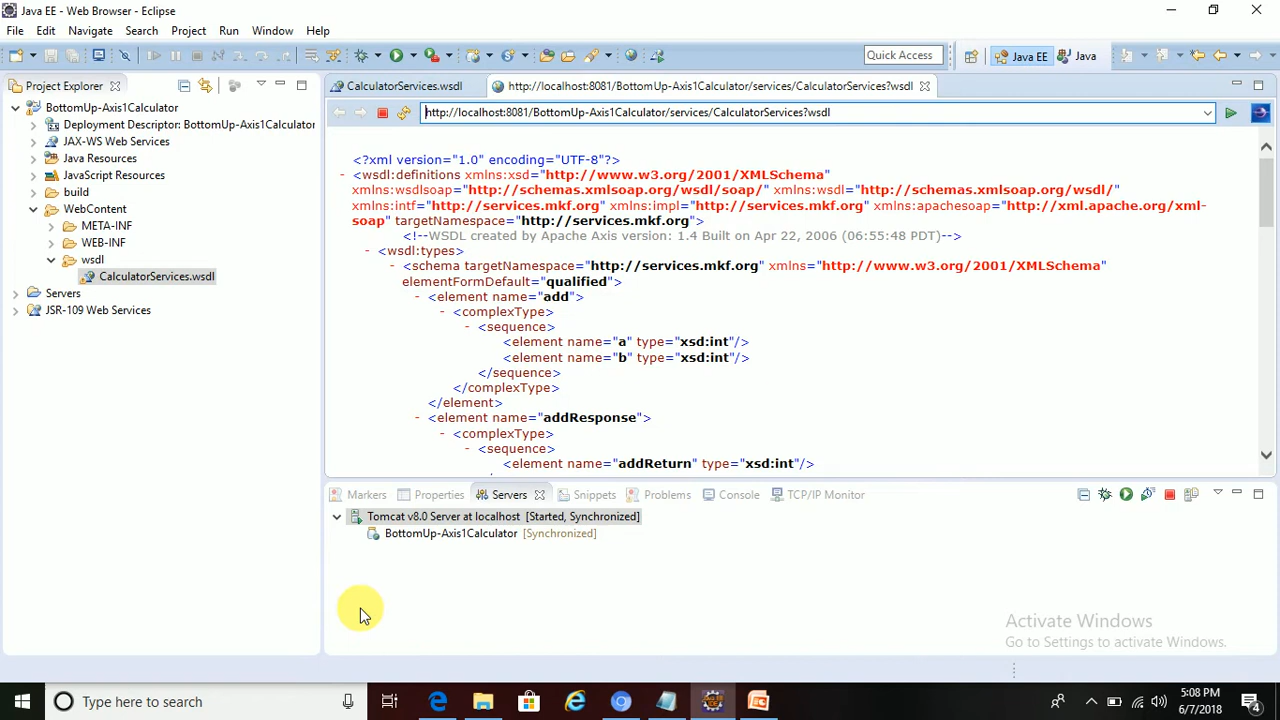 Java EE - Web Browser - Eclipse
File Edit Navigate Search Project Run Window Help
Quick Access
Java EE
Java
Project Explorer
BottomUp-Axis1Calculator
Deployment Descriptor: BottomUp-Axis1Calculator
JAX-WS Web Services
Java Resources
JavaScript Resources
build
WebContent
META-INF
WEB-INF
wsdl
CalculatorServices.wsdl
Servers
JSR-109 Web Services
CalculatorServices.wsdl
http://localhost:8081/BottomUp-Axis1Calculator/services/CalculatorServices?wsdl
http://localhost:8081/BottomUp-Axis1Calculator/services/CalculatorServices?wsdl
<?xml version="1.0" encoding="UTF-8"?>
- <wsdl:definitions xmlns:xsd="http://www.w3.org/2001/XMLSchema"
xmlns:wsdlsoap="http://schemas.xmlsoap.org/wsdl/soap/" xmlns:wsdl="http://schemas.xmlsoap.org/wsdl/"
xmlns:intf="http://services.mkf.org" xmlns:impl="http://services.mkf.org" xmlns:apachesoap="http://xml.apache.org/xml-
soap" targetNamespace="http://services.mkf.org">
<!--WSDL created by Apache Axis version: 1.4 Built on Apr 22, 2006 (06:55:48 PDT)-->
- <wsdl:types>
- <schema targetNamespace="http://services.mkf.org" xmlns="http://www.w3.org/2001/XMLSchema"
elementFormDefault="qualified">
- <element name="add">
- <complexType>
- <sequence>
<element name="a" type="xsd:int"/>
<element name="b" type="xsd:int"/>
</sequence>
</complexType>
</element>
- <element name="addResponse">
- <complexType>
- <sequence>
<element name="addReturn" type="xsd:int"/>
Markers Properties Servers Snippets Problems Console TCP/IP Monitor
Tomcat v8.0 Server at localhost [Started, Synchronized]
BottomUp-Axis1Calculator [Synchronized]
Activate Windows
Go to Settings to activate Windows.
Type here to search
5:08 PM
6/7/2018
4